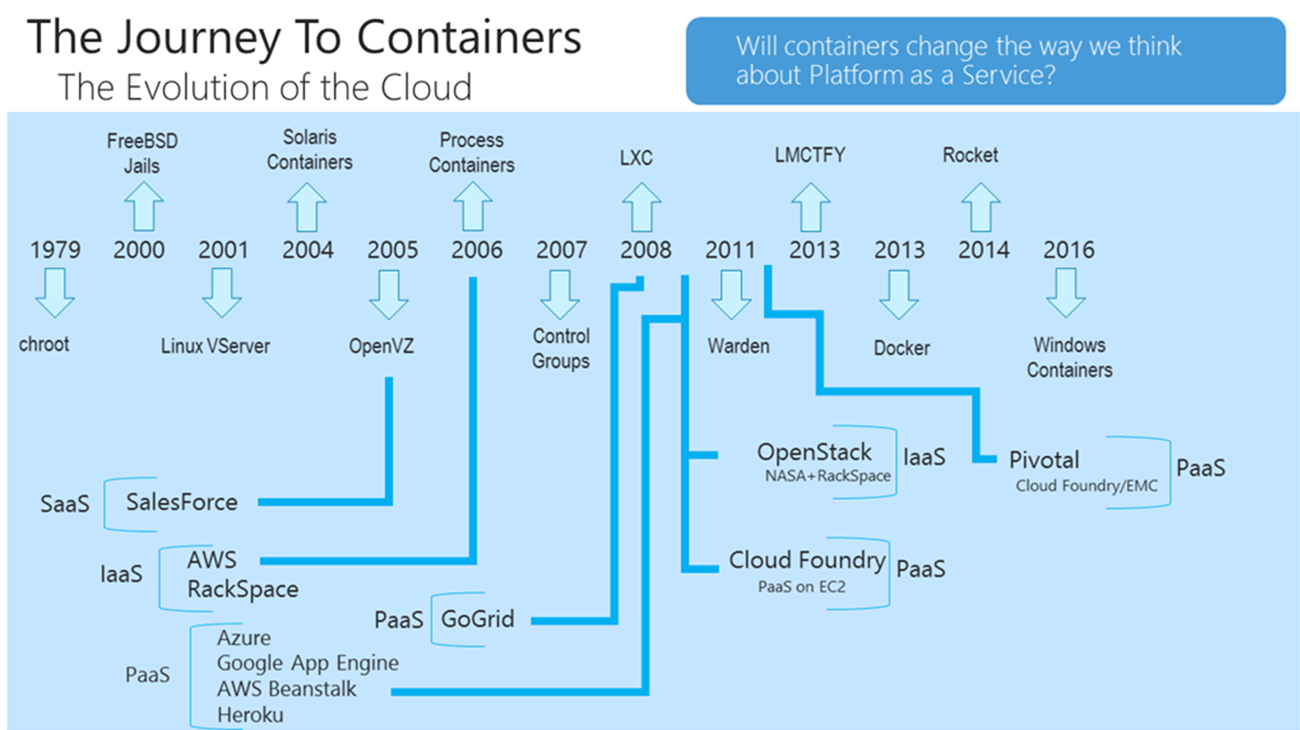 The Journey To Containers
The Evolution of the Cloud
Will containers change the way we think
about Platform as a Service?
FreeBSD
Jails
Solaris
Containers
Process
Containers
LXC
LMCTFY
Rocket
1979 2000 2001 2004 2005 2006 2007 2008 2011 2013 2013 2014 2016
chroot
Linux VServer
OpenVZ
Control
Groups
Warden
Docker
Windows
Containers
SaaS
SalesForce
IaaS
AWS
RackSpace
PaaS
GoGrid
PaaS
Azure
Google App Engine
AWS Beanstalk
Heroku
OpenStack
NASA+RackSpace
IaaS
Cloud Foundry
PaaS on EC2
PaaS
Pivotal
Cloud Foundry/EMC
PaaS